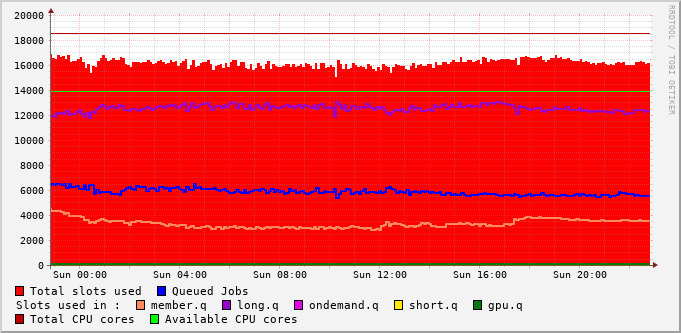 20000
18000
16000
14000
12000
10000
8000
6000
4000
2000
0
Sun 00:00 Sun 04:00 Sun 08:00 Sun 12:00 Sun 16:00 Sun 20:00
RRDTOOL / TOBI OETIKER
Total slots used Queued Jobs
Slots used in : member.q long.q ondemand.q short.q gpu.q
Total CPU cores Available CPU cores